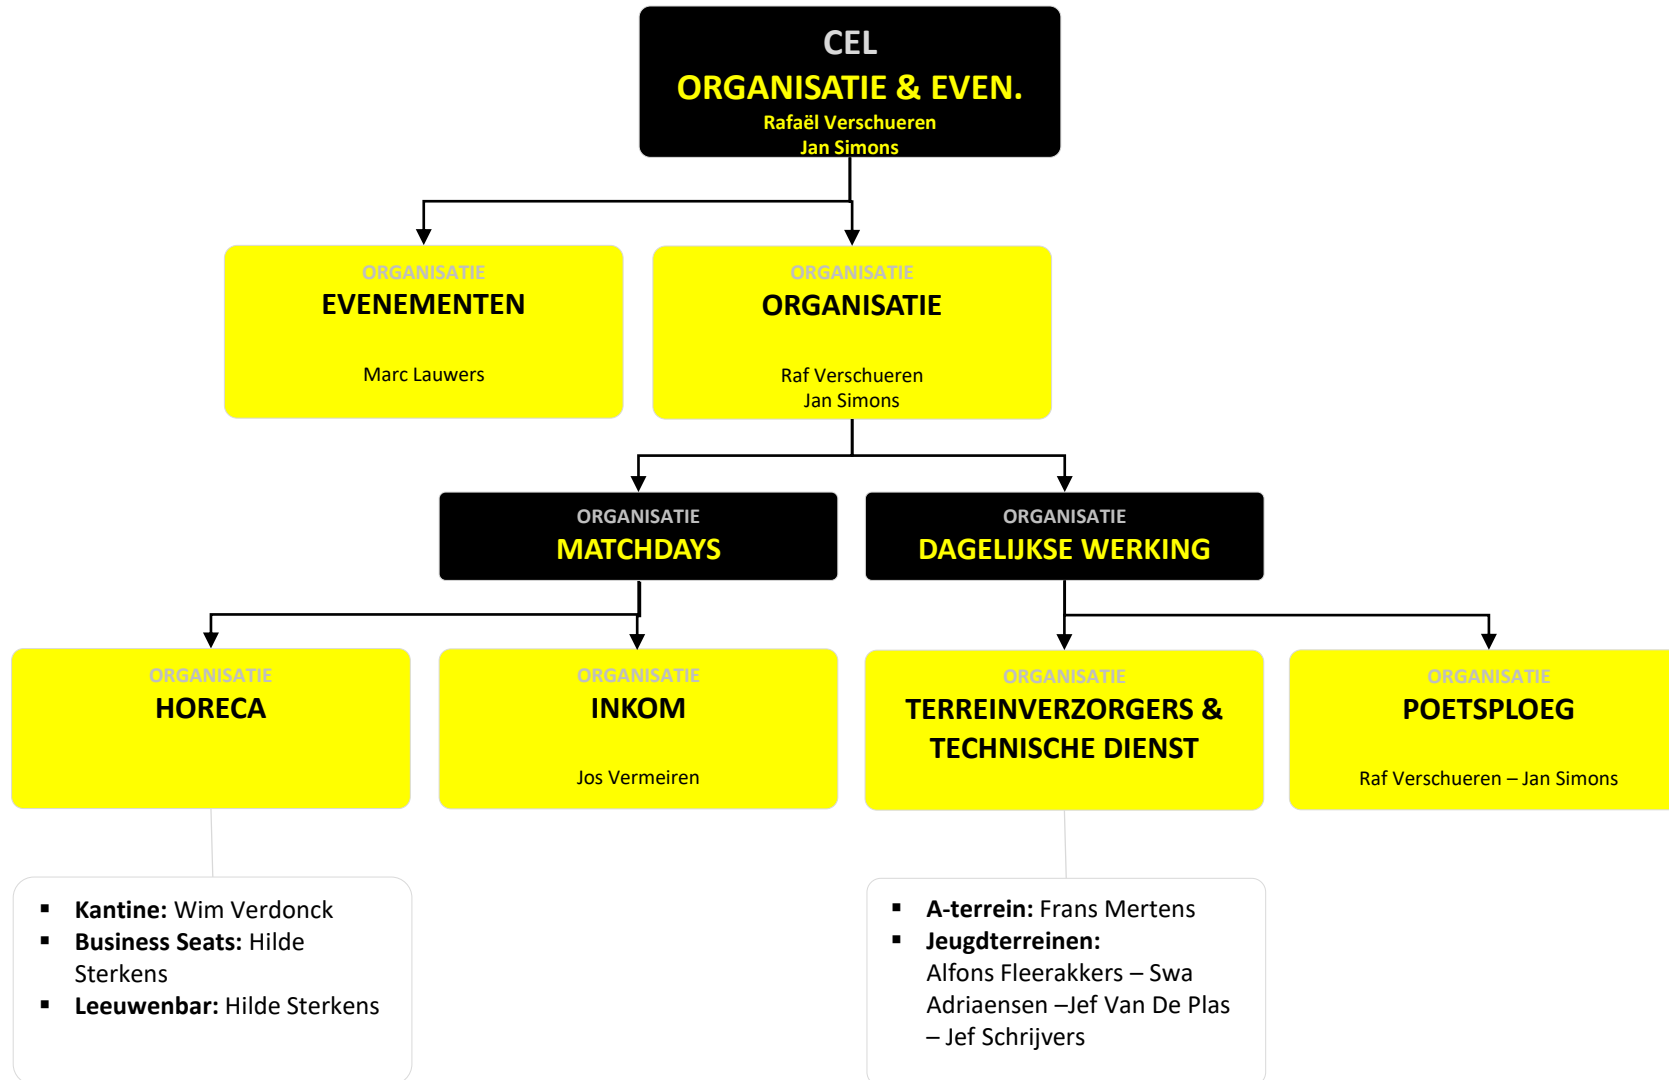 CEL
ORGANISATIE & EVEN.
Rafaël Verschueren
Jan Simons
ORGANISATIE
EVENEMENTEN
Marc Lauwers
ORGANISATIE
ORGANISATIE
Raf Verschueren
Jan Simons
ORGANISATIE
MATCHDAYS
ORGANISATIE
DAGELIJKSE WERKING
ORGANISATIE
HORECA
ORGANISATIE
INKOM
Jos Vermeiren
ORGANISATIE
TERREINVERZORGERS &
TECHNISCHE DIENST
ORGANISATIE
POETSPLOEG
Raf Verschueren – Jan Simons
▪ Kantine: Wim Verdonck
▪ Business Seats: Hilde
Sterkens
▪ Leeuwenbar: Hilde Sterkens
▪ A-terrein: Frans Mertens
▪ Jeugdterreinen:
Alfons Fleerakkers – Swa
Adriaensen –Jef Van De Plas
– Jef Schrijvers